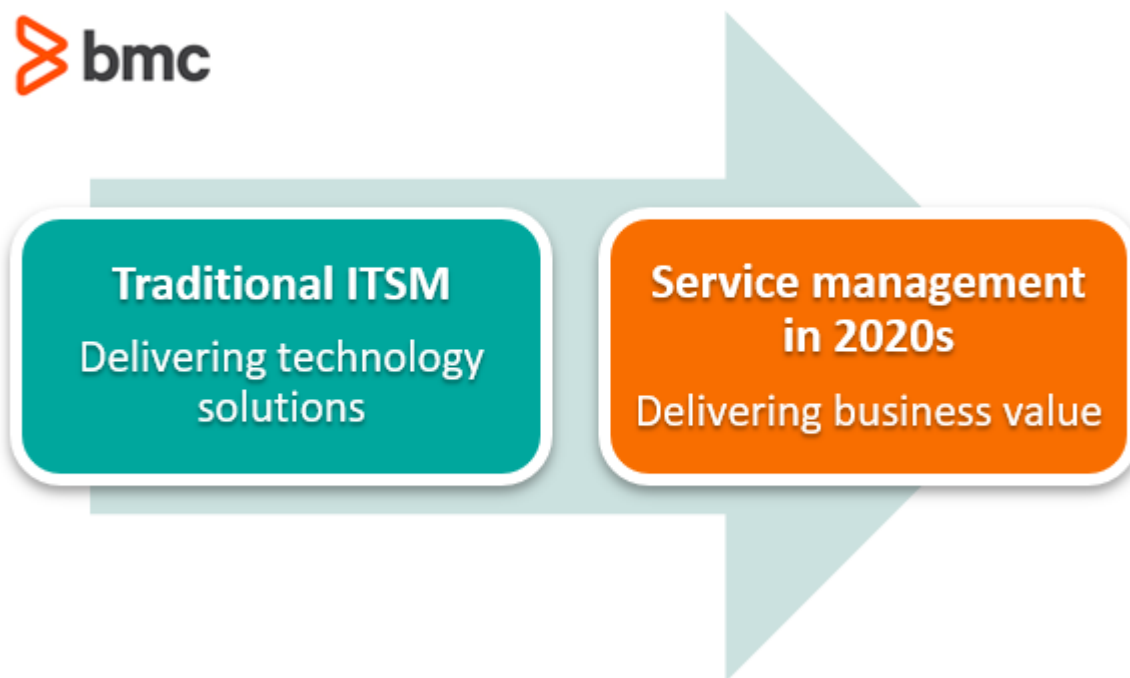 bmc
Traditional ITSM
Delivering technology
solutions
Service management
in 2020s
Delivering business value